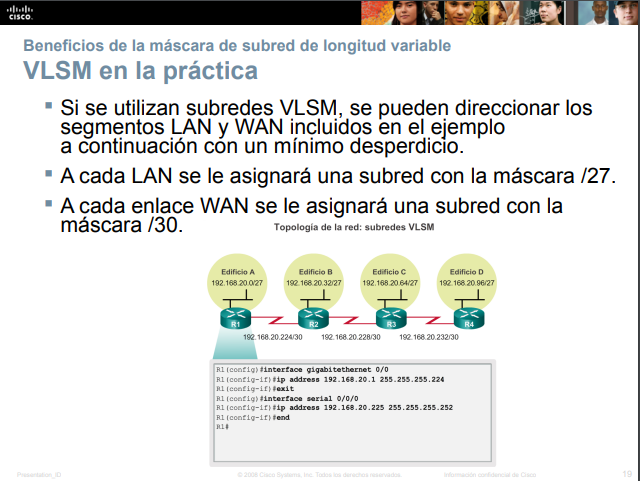 CISCO
Beneficios de la máscara de subred de longitud variable
VLSM en la práctica
▪ Si se utilizan subredes VLSM, se pueden direccionar los
segmentos LAN y WAN incluidos en el ejemplo
a continuación con un mínimo desperdicio.
▪ A cada LAN se le asignará una subred con la máscara /27.
▪ A cada enlace WAN se le asignará una subred con la
máscara /30.
Topología de la red: subredes VLSM
Edificio A Edificio B Edificio C Edificio D
192.168.20.0/27 192.168.20.32/27 192.168.20.64/27 192.168.20.96/27
R1 R2 R3 R4
192.168.20.224/30 192.168.20.228/30 192.168.20.232/30
R1(config)#interface gigabitethernet 0/0
R1(config-if)#ip address 192.168.20.1 255.255.255.224
R1(config-if)#exit
R1(config)#interface serial 0/0/0
R1(config-if)#ip address 192.168.20.225 255.255.255.252
R1(config-if)#end
R1#
Presentation_ID © 2008 Cisco Systems, Inc. Todos los derechos reservados. Información confidencial de Cisco 19